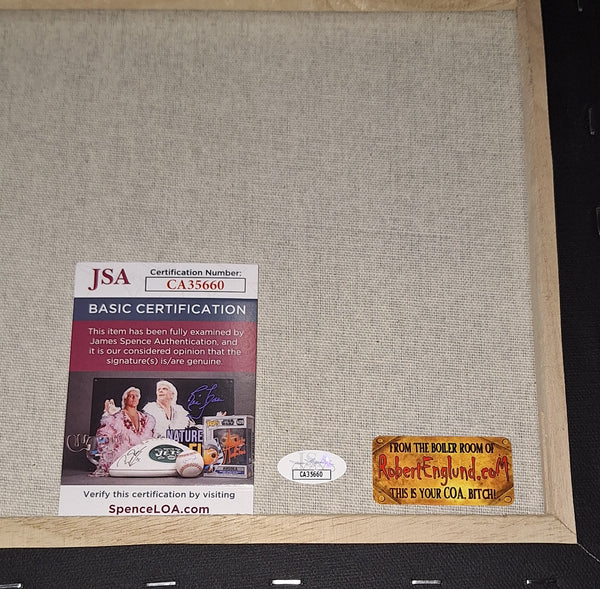 JSA
Certification Number:
CA35660
BASIC CERTIFICATION
This item has been fully examined by
James Spence Authentication, and
it is our considered opinion that the
signature(s) is/are genuine.
NATURE
JETS
Verify this certification by visiting
SpenceLOA.com
JSA
CA35660
FROM THE BOILER ROOM OF
RobertEnglund.coM
THIS IS YOUR COA, BITCH!